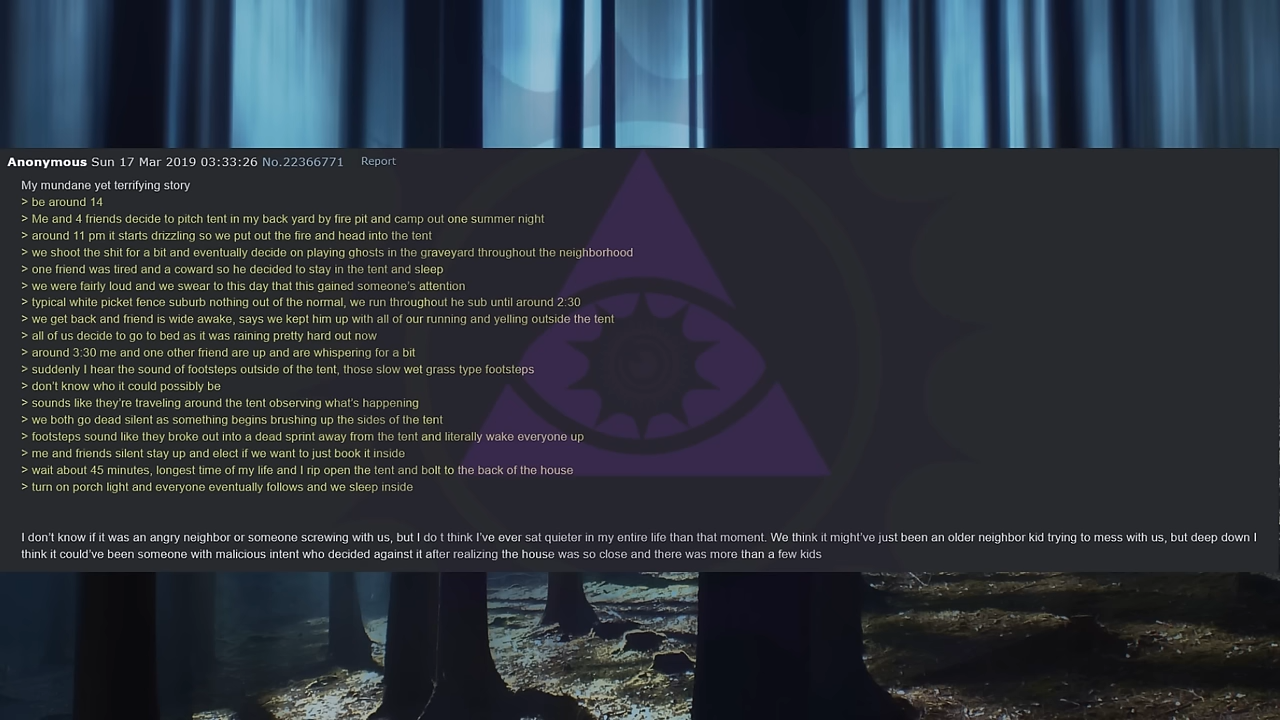 Anonymous Sun 17 Mar 2019 03:33:26 No.22366771 Report
My mundane yet terrifying story
> be around 14
> Me and 4 friends decide to pitch tent in my back yard by fire pit and camp out one summer night
> around 11 pm it starts drizzling so we put out the fire and head into the tent
> we shoot the shit for a bit and eventually decide on playing ghosts in the graveyard throughout the neighborhood
> one friend was tired and a coward so he decided to stay in the tent and sleep
> we were fairly loud and we swear to this day that this gained someone's attention
> typical white picket fence suburb nothing out of the normal, we run throughout he sub until around 2:30
> we get back and friend is wide awake, says we kept him up with all of our running and yelling outside the tent
> all of us decide to go to bed as it was raining pretty hard out now
> around 3:30 me and one other friend are up and are whispering for a bit
> suddenly I hear the sound of footsteps outside of the tent, those slow wet grass type footsteps
> don't know who it could possibly be
> sounds like they're traveling around the tent observing what's happening
> we both go dead silent as something begins brushing up the sides of the tent
> footsteps sound like they broke out into a dead sprint away from the tent and literally wake everyone up
> me and friends silent stay up and elect if we want to just book it inside
> wait about 45 minutes, longest time of my life and I rip open the tent and bolt to the back of the house
> turn on porch light and everyone eventually follows and we sleep inside
I don't know if it was an angry neighbor or someone screwing with us, but I do t think I've ever sat quieter in my entire life than that moment. We think it might've just been an older neighbor kid trying to mess with us, but deep down I
think it could've been someone with malicious intent who decided against it after realizing the house was so close and there was more than a few kids